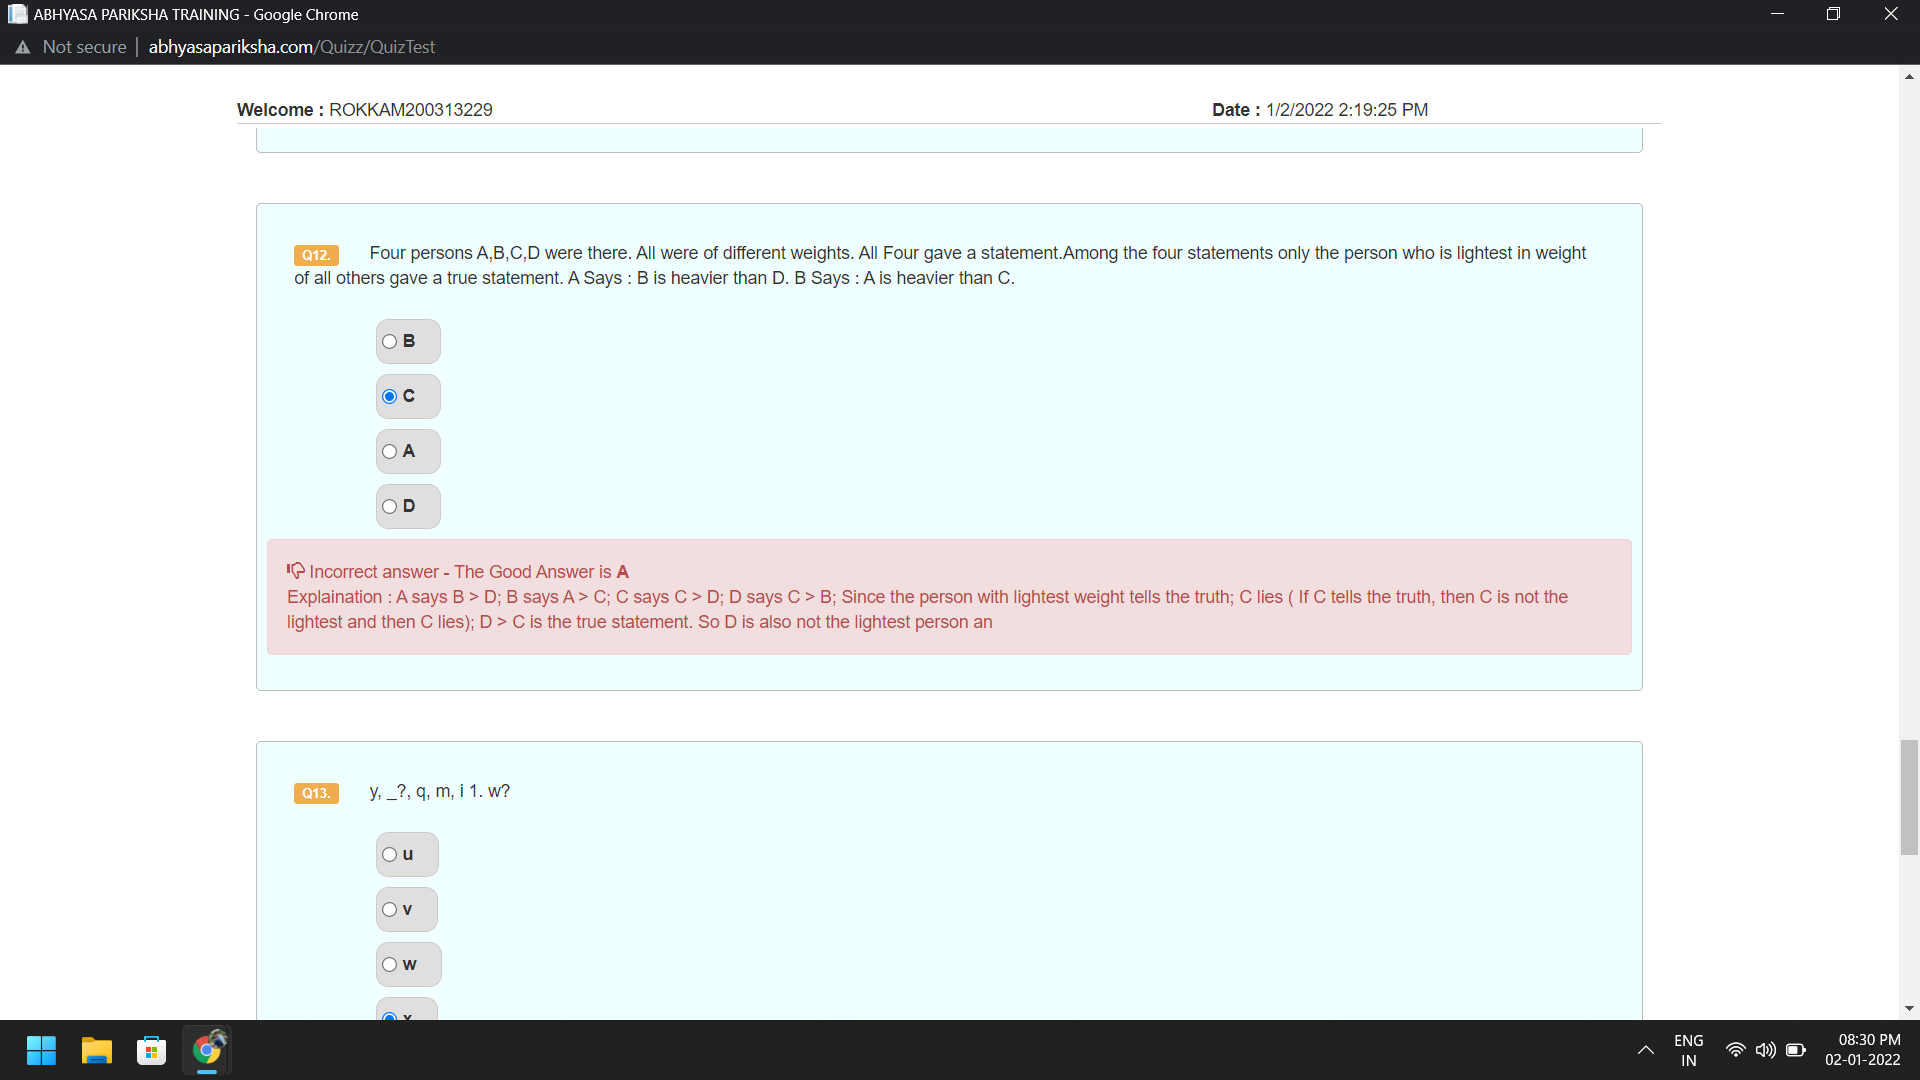 ABHYASA PARIKSHA TRAINING - Google Chrome
Not secure | abhyasapariksha.com/Quizz/QuizTest
Welcome : ROKKAM200313229 Date : 1/2/2022 2:19:25 PM
Q12. Four persons A,B,C,D were there. All were of different weights. All Four gave a statement.Among the four statements only the person who is lightest in weight
of all others gave a true statement. A Says : B is heavier than D. B Says : A is heavier than C.
B
C
A
D
Incorrect answer - The Good Answer is A
Explaination : A says B > D; B says A > C; C says C > D; D says C > B; Since the person with lightest weight tells the truth; C lies ( If C tells the truth, then C is not the
lightest and then C lies); D > C is the true statement. So D is also not the lightest person an
Q13. y, _?, q, m, i 1. w?
u
v
w
x
ENG 08:30 PM
IN 02-01-2022